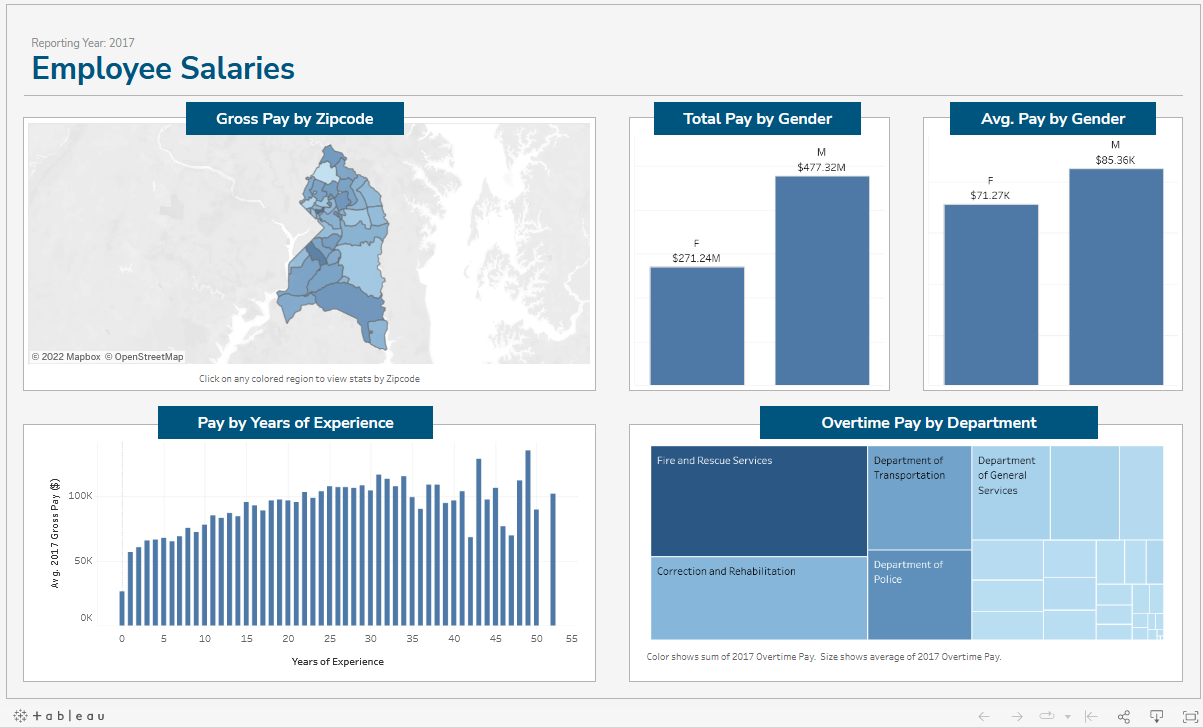 Reporting Year: 2017
Employee Salaries
Gross Pay by Zipcode
© 2022 Mapbox © OpenStreetMap
Click on any colored region to view stats by Zipcode
Total Pay by Gender
M
$477.32M
F
$271.24M
Avg. Pay by Gender
M
$85.36K
F
$71.27K
Pay by Years of Experience
Avg. 2017 Gross Pay ($)
100K
50K
0K
0 5 10 15 20 25 30 35 40 45 50 55
Years of Experience
Overtime Pay by Department
Fire and Rescue Services
Department of
Transportation
Department
of General
Services
Correction and Rehabilitation
Department of
Police
Color shows sum of 2017 Overtime Pay. Size shows average of 2017 Overtime Pay.
+ableau